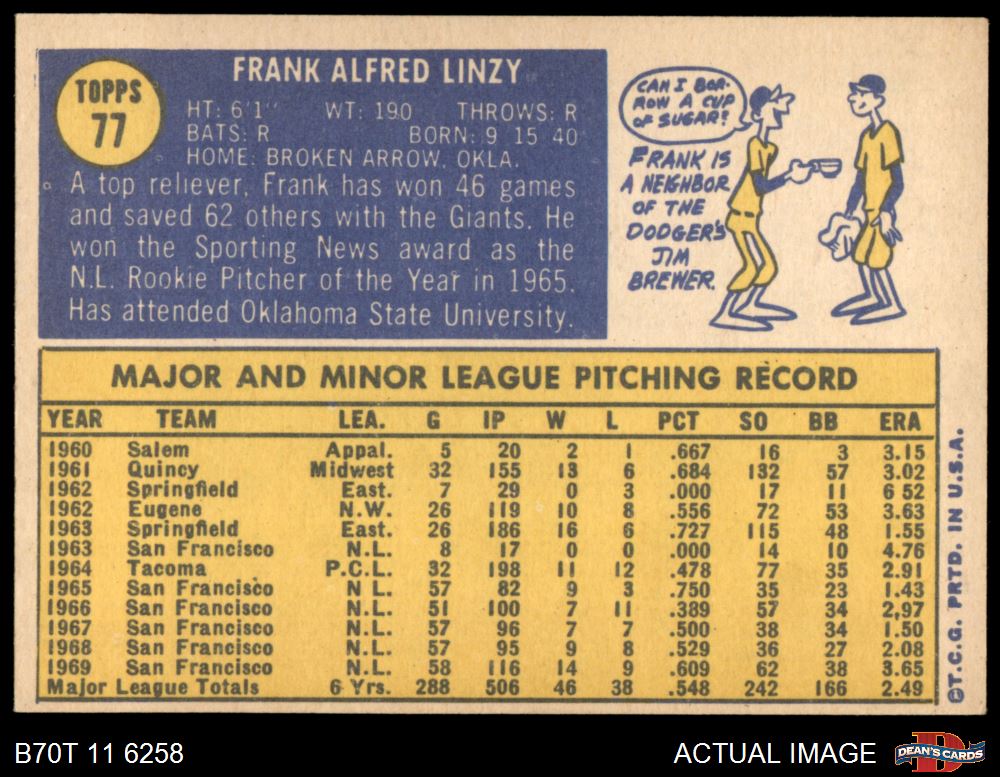 TOPPS
77
FRANK ALFRED LINZY
HT: 6'1" WT: 190 THROWS: R
BATS: R BORN: 9 15 40
HOME: BROKEN ARROW, OKLA.
A top reliever, Frank has won 46 games
and saved 62 others with the Giants. He
won the Sporting News award as the
N.L. Rookie Pitcher of the Year in 1965.
Has attended Oklahoma State University.
CAN I BOR-
ROW A CUP
OF SUGAR?
FRANK IS
A NEIGHBOR
OF THE
DODGER'S
JIM
BREWER.
MAJOR AND MINOR LEAGUE PITCHING RECORD
YEAR TEAM LEA. G IP W L PCT SO BB ERA
1960 Salem Appal. 5 20 2 1 .667 16 3 3.15
1961 Quincy Midwest 32 155 13 6 .684 132 57 3.02
1962 Springfield East. 7 29 0 3 .000 17 11 6 52
1962 Eugene N.W. 26 119 10 8 .556 72 53 3.63
1963 Springfield East. 26 186 16 6 .727 115 48 1.55
1963 San Francisco N.L. 8 17 0 0 .000 14 10 4.76
1964 Tacoma P.C.L. 32 198 11 12 .478 77 35 2.91
1965 San Francisco N L. 57 82 9 3 .750 35 23 1.43
1966 San Francisco N.L. 51 100 7 11 .389 57 34 2,97
1967 San Francisco N.L. 57 96 7 7 .500 38 34 1.50
1968 San Francisco N.L. 57 95 9 8 .529 36 27 2.08
1969 San Francisco N.L. 58 116 14 9 .609 62 38 3.65
Major League Totals 6 Yrs. 288 506 46 38 .548 242 166 2.49
©T.C.G. PRTD. IN U.S.A.
B70T 11 6258
ACTUAL IMAGE
D
DEAN'S CARDS